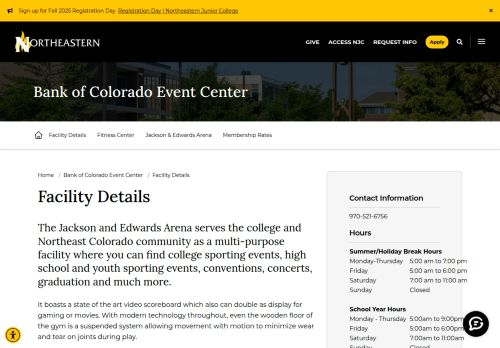 Sign up for Fall 2025 Registration Day  Registration Day | Northeastern Junior College
NORTHEASTERN
GIVE ACCESS NJC REQUEST INFO Apply
Bank of Colorado Event Center
Facility Details Fitness Center Jackson & Edwards Arena Membership Rates
Home / Bank of Colorado Event Center / Facility Details
Facility Details
The Jackson and Edwards Arena serves the college and
Northeast Colorado community as a multi-purpose
facility where you can find college sporting events, high
school and youth sporting events, conventions, concerts,
graduation and much more.
It boasts a state of the art video scoreboard which also can double as display for
gaming or movies. With modern technology throughout, even the wooden floor of
the gym is a suspended system allowing movement with motion to minimize wear
and tear on joints during play.
Contact Information
970-521-6756
Hours
Summer/Holiday Break Hours
Monday-Thursday 5:00 am to 7:00 pm
Friday 5:00 am to 6:00 pm
Saturday 7:00 am to 11:00 am
Sunday Closed
School Year Hours
Monday - Thursday 5:00am to 9:00pm
Friday 5:00am to 6:00pm
Saturday 7:00am to 11:00am
Sunday Closed